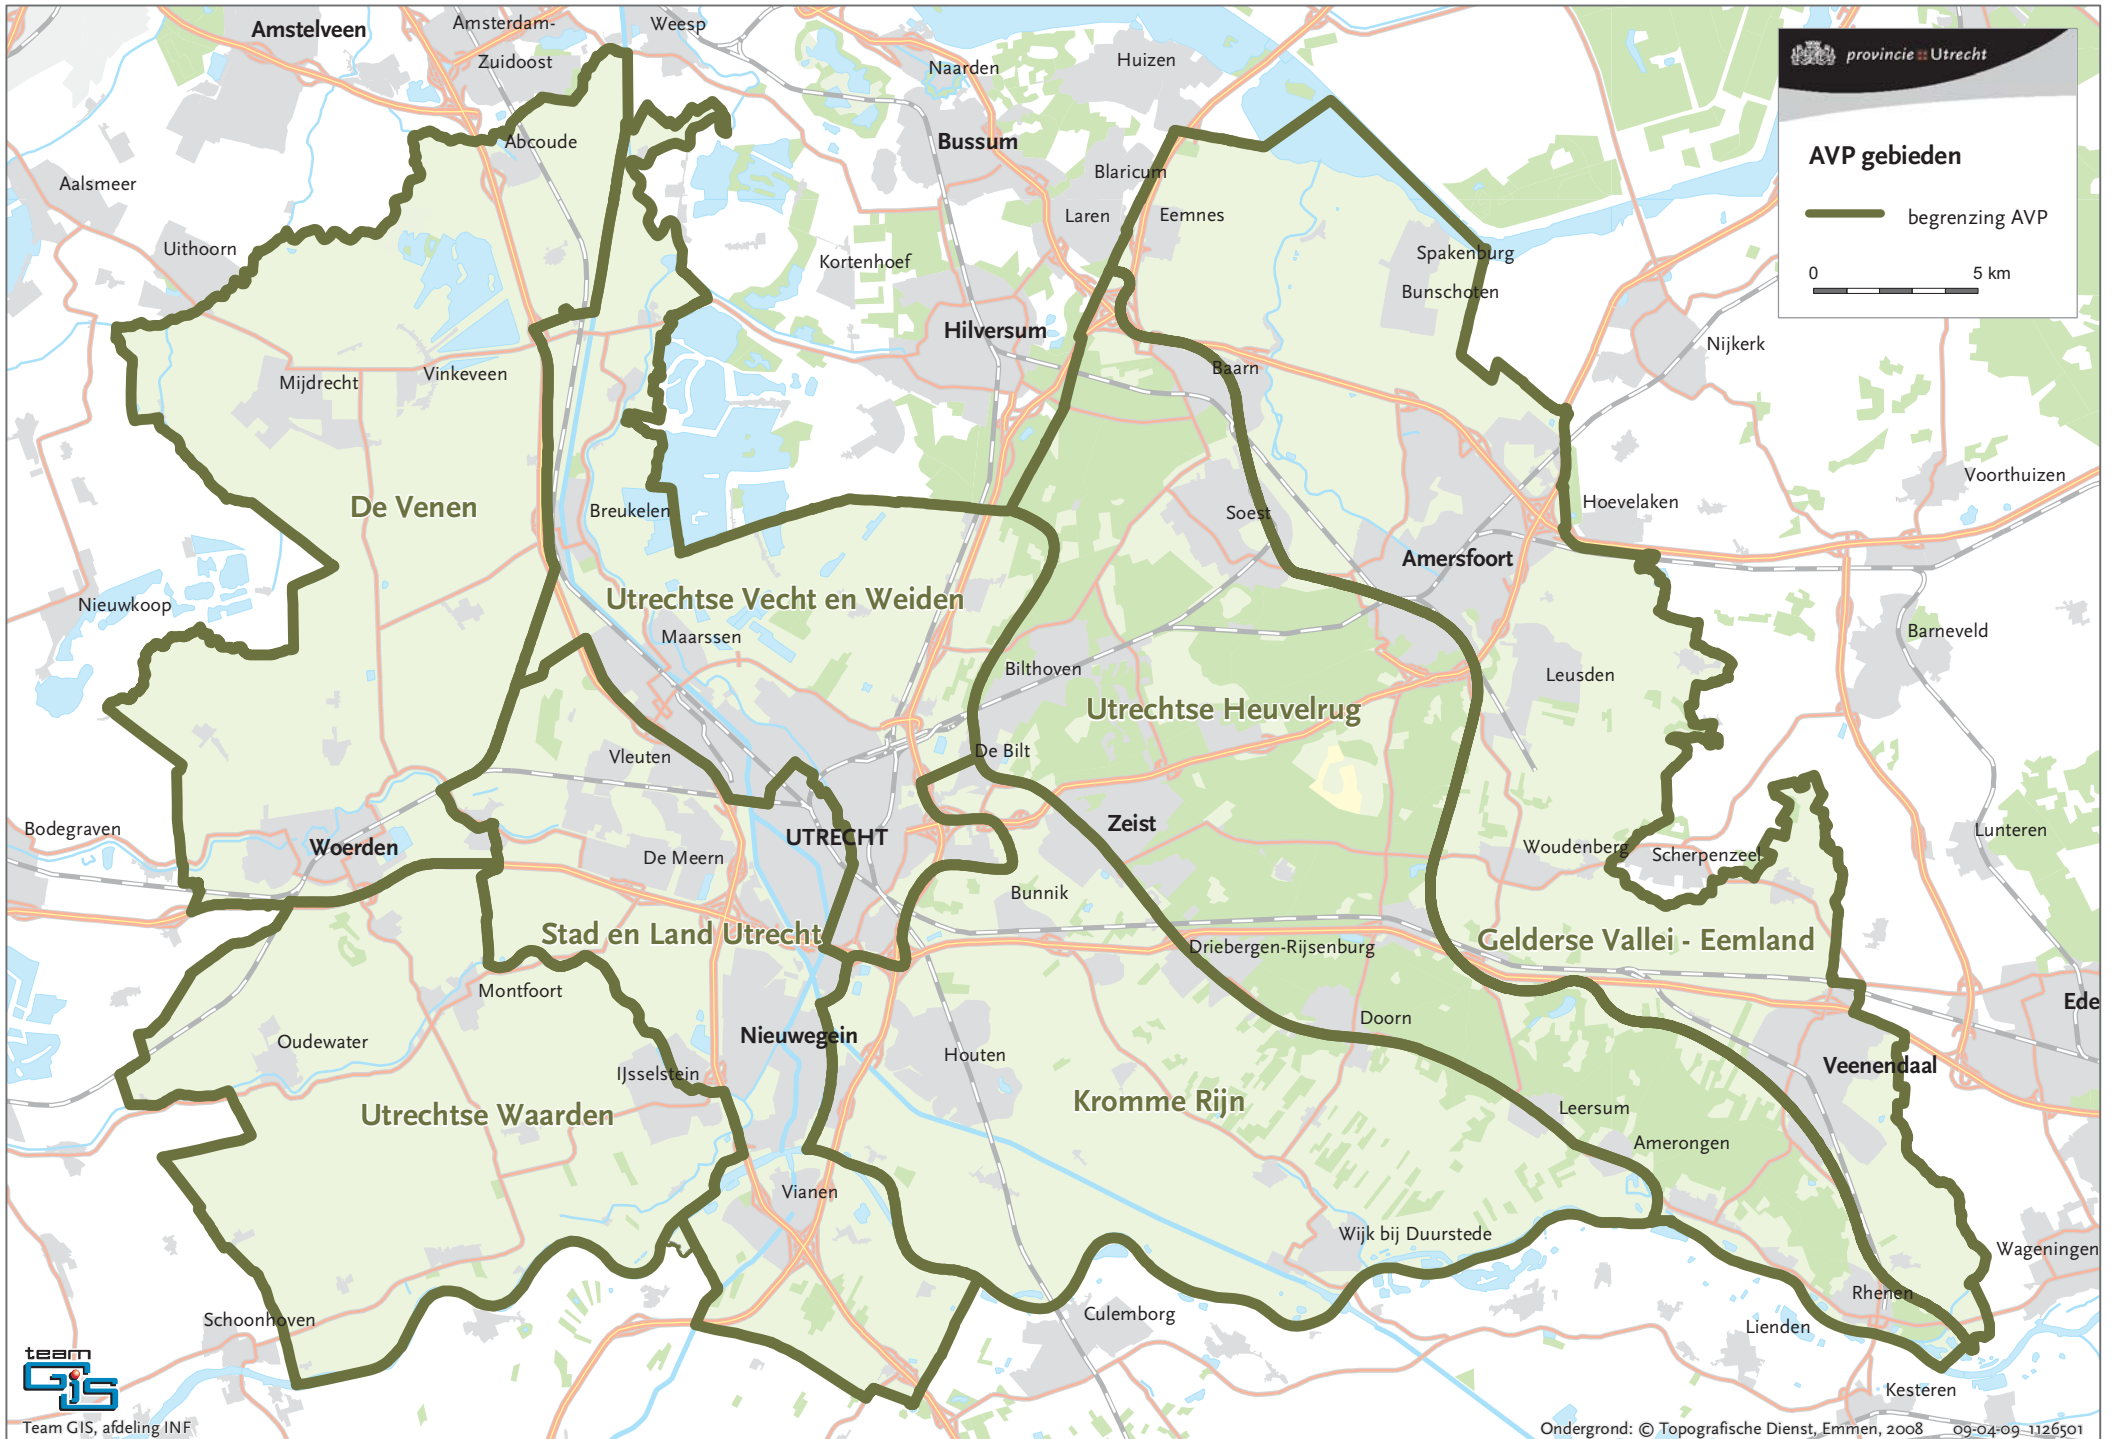 Amstelveen
Amsterdam-
Zuidoost
Weesp
Naarden
Huizen
provincie Utrecht
AVP gebieden
begrenzing AVP
0 5 km
Abcoude
Bussum
Aalsmeer
Blaricum
Laren
Eemnes
Uithoorn
Kortenhoef
Spakenburg
Bunschoten
Hilversum
Nijkerk
Mijdrecht
Vinkeveen
Baarn
Voorthuizen
De Venen
Breukelen
Soest
Hoevelaken
Amersfoort
Nieuwkoop
Utrechtse Vecht en Weiden
Maarssen
Barneveld
Bilthoven
Leusden
Utrechtse Heuvelrug
De Bilt
Vleuten
Bodegraven
Woerden
UTRECHT
Zeist
Lunteren
De Meern
Woudenberg
Scherpenzeel
Bunnik
Stad en Land Utrecht
Driebergen-Rijsenburg
Gelderse Vallei - Eemland
Montfoort
Ede
Doorn
Oudewater
Nieuwegein
Houten
Veenendaal
IJsselstein
Utrechtse Waarden
Kromme Rijn
Leersum
Amerongen
Vianen
Wijk bij Duurstede
Wageningen
Rhenen
Schoonhoven
Culemborg
Lienden
Kesteren
team
GIS
Team GIS, afdeling INF
Ondergrond: © Topografische Dienst, Emmen, 2008 09-04-09 1126501